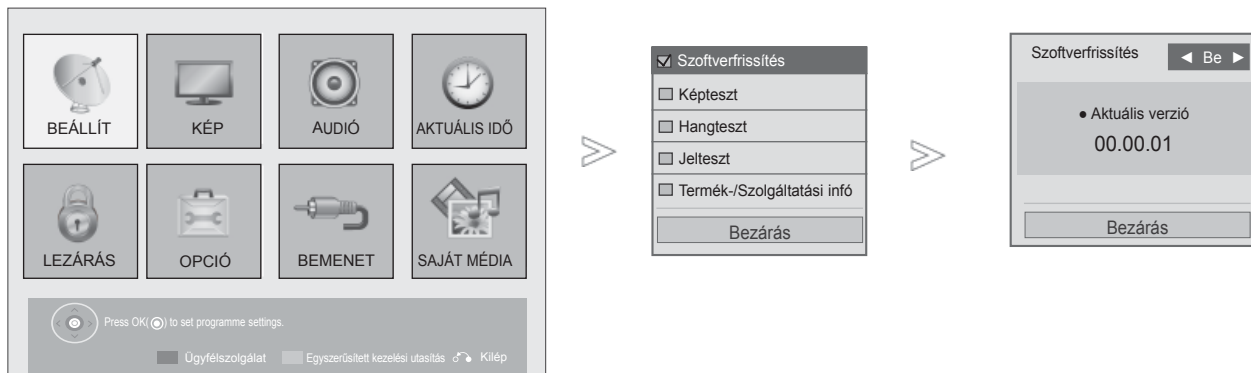 BEÁLLÍT
KÉP
AUDIÓ
AKTUÁLIS IDŐ
LEZÁRÁS
OPCIÓ
BEMENET
SAJÁT MÉDIA
Press OK( ) to set programme settings.
Ügyfélszolgálat
Egyszerűsített kezelési utasítás
Kilép
Szoftverfrissítés
Képteszt
Hangteszt
Jelteszt
Termék-/Szolgáltatási infó
Bezárás
Szoftverfrissítés ◄ Be ►
● Aktuális verzió
00.00.01
Bezárás